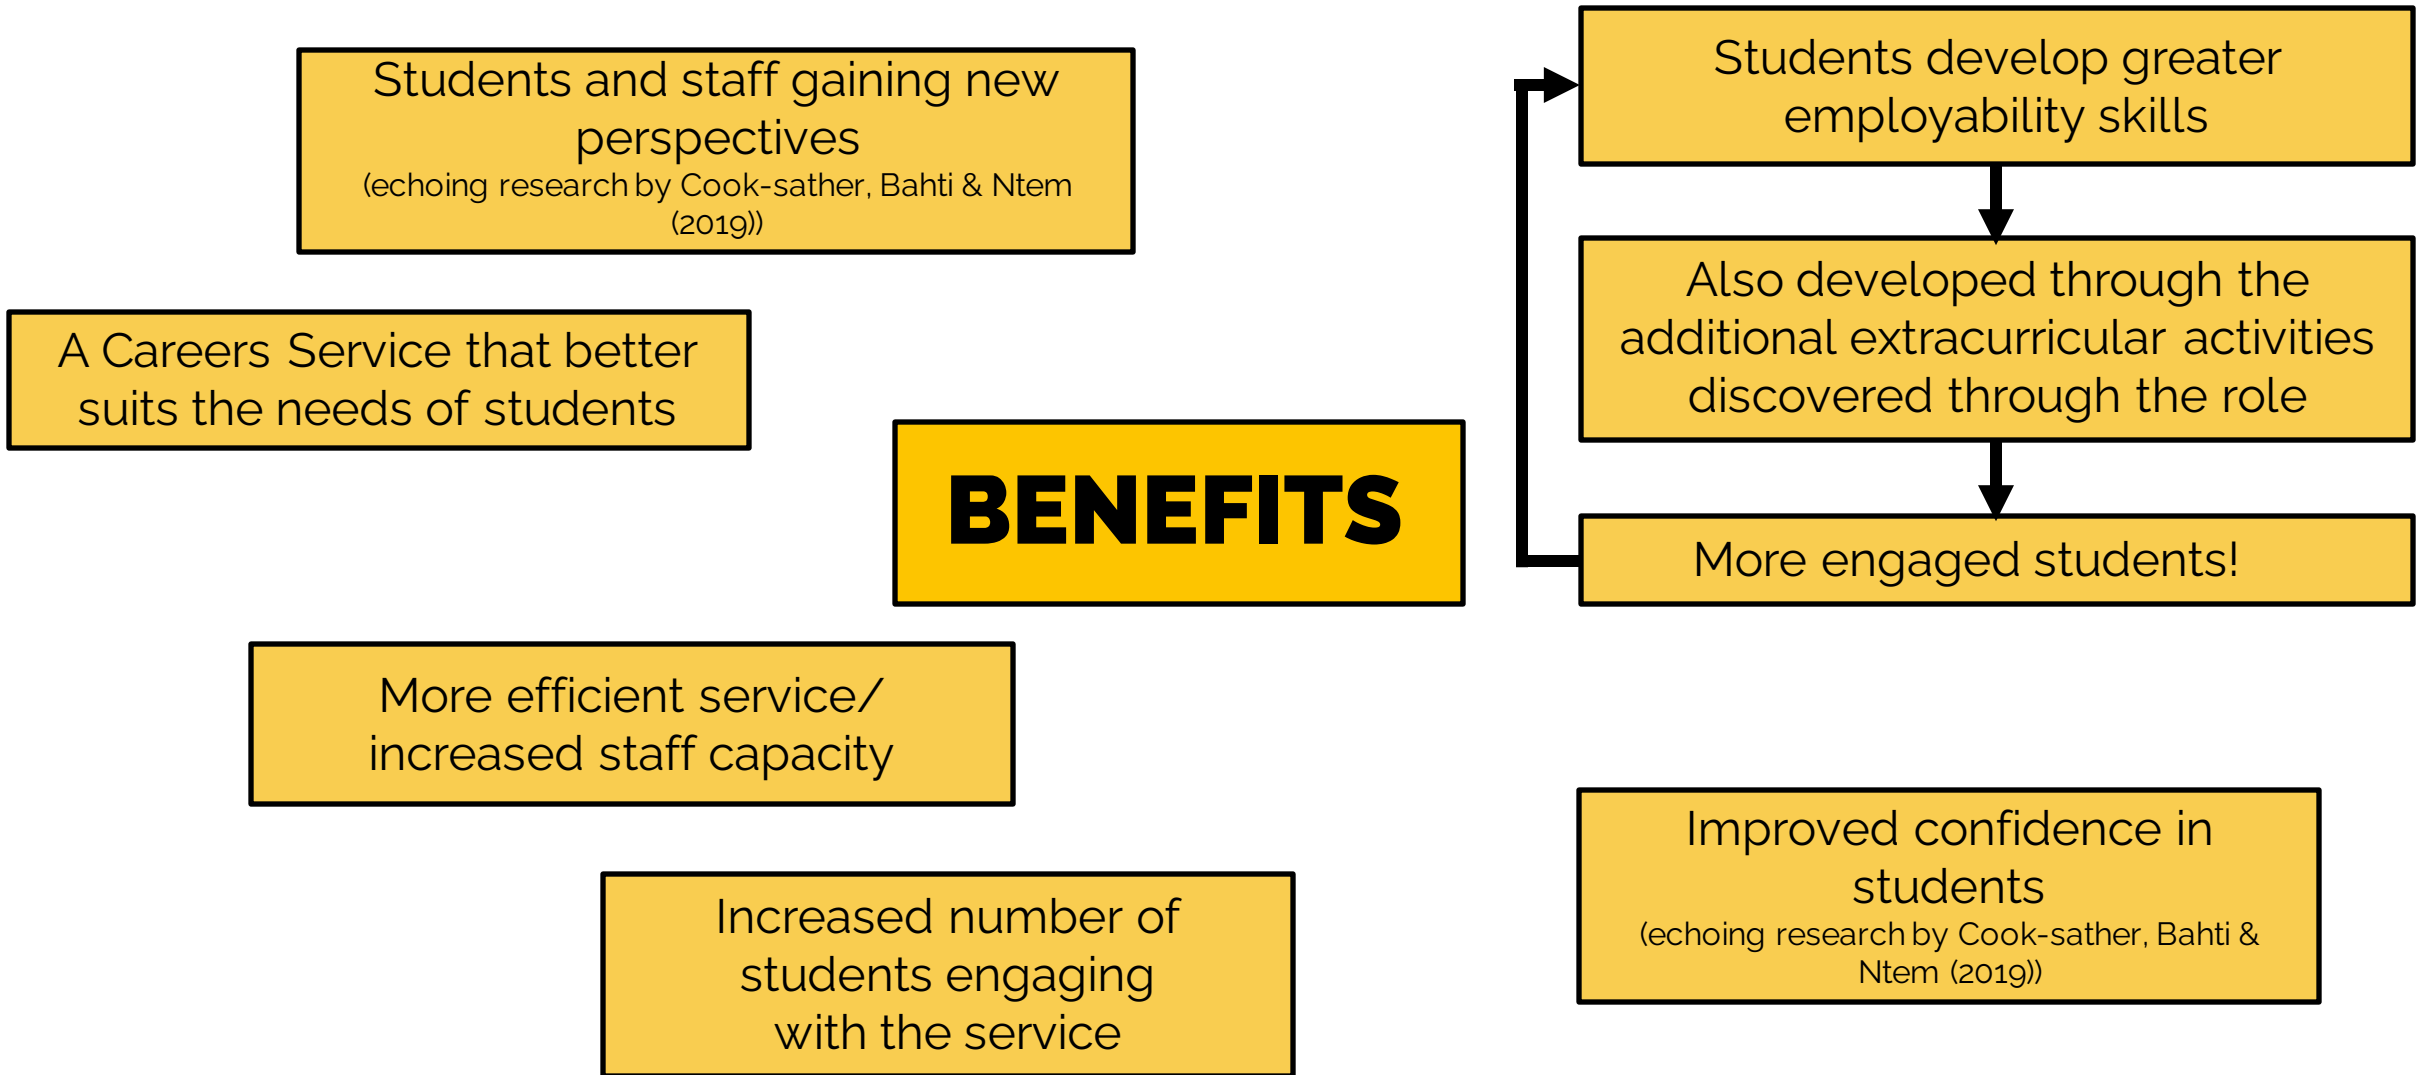 Students and staff gaining new
perspectives
(echoing research by Cook-sather, Bahti & Ntem
(2019))
A Careers Service that better
suits the needs of students
BENEFITS
More efficient service/
increased staff capacity
Increased number of
students engaging
with the service
Students develop greater
employability skills
Also developed through the
additional extracurricular activities
discovered through the role
More engaged students!
Improved confidence in
students
(echoing research by Cook-sather, Bahti &
Ntem (2019))